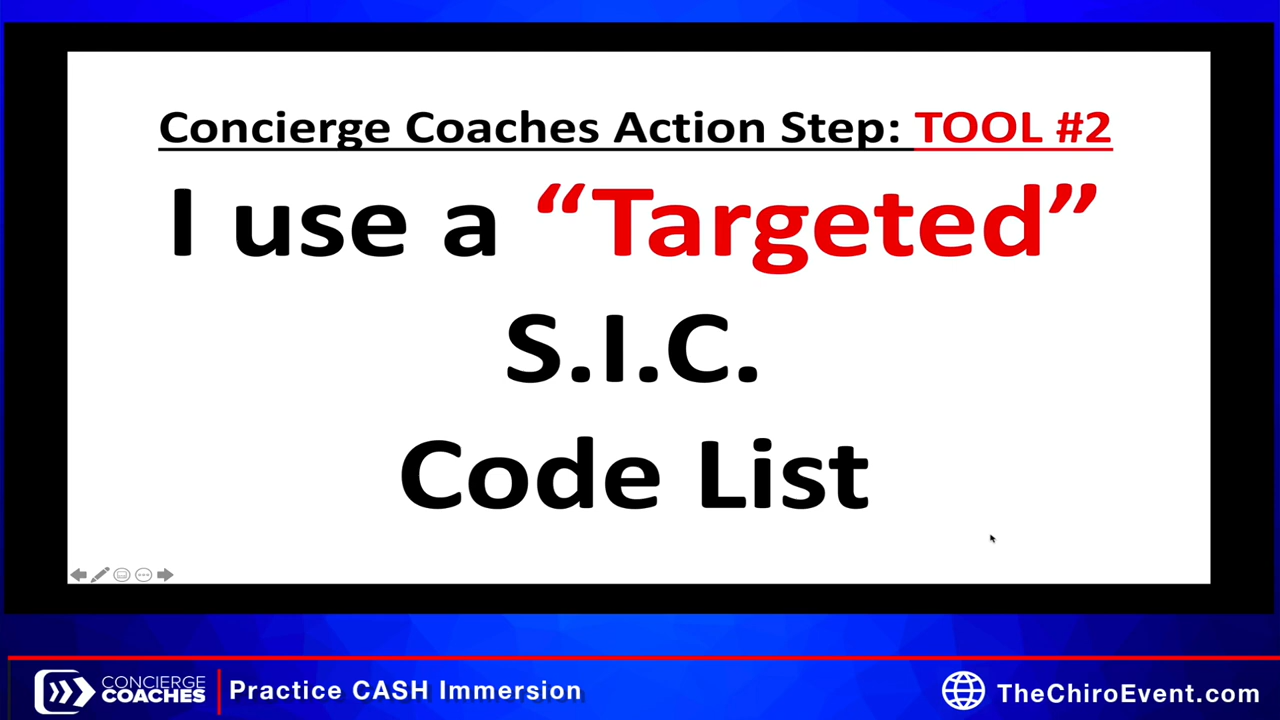 Concierge Coaches Action Step: TOOL #2
I use a “Targeted”
S.I.C.
Code List
CONCIERGE
COACHES
Practice CASH Immersion
TheChiroEvent.com